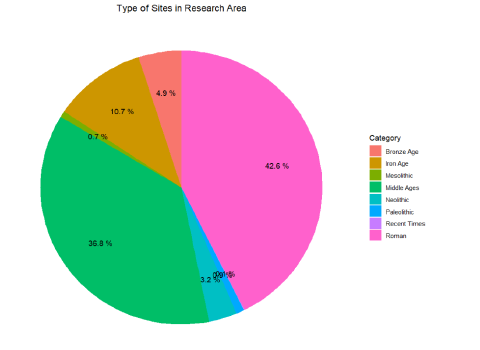 Type of Sites in Research Area
4.9 %
10.7 %
42.6 %
0.7 %
36.8 %
3.2 %
Category
Bronze Age
Iron Age
Mesolithic
Middle Ages
Neolithic
Paleolithic
Recent Times
Roman